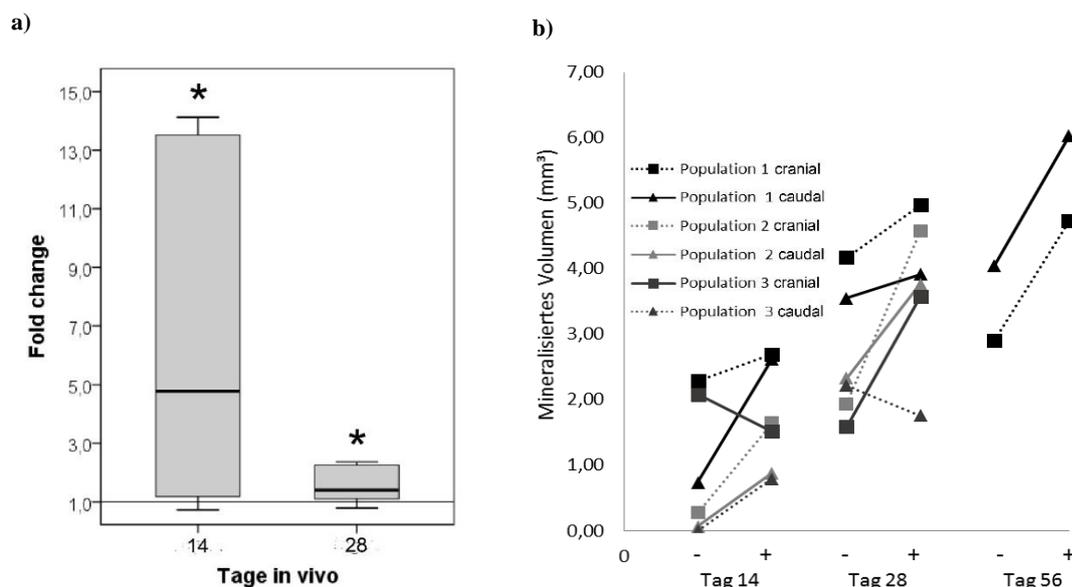 a)
*
*
Fold change
15,0
13,0
11,0
9,0
7,0
5,0
3,0
1,0
14 28
Tage in vivo
b)
Mineralisiertes Volumen (mm³)
7,00
6,00
5,00
4,00
3,00
2,00
1,00
0,00
Population 1 cranial
Population 1 caudal
Population 2 cranial
Population 2 caudal
Population 3 cranial
Population 3 caudal
0 - + - + - +
Tag 14 Tag 28 Tag 56